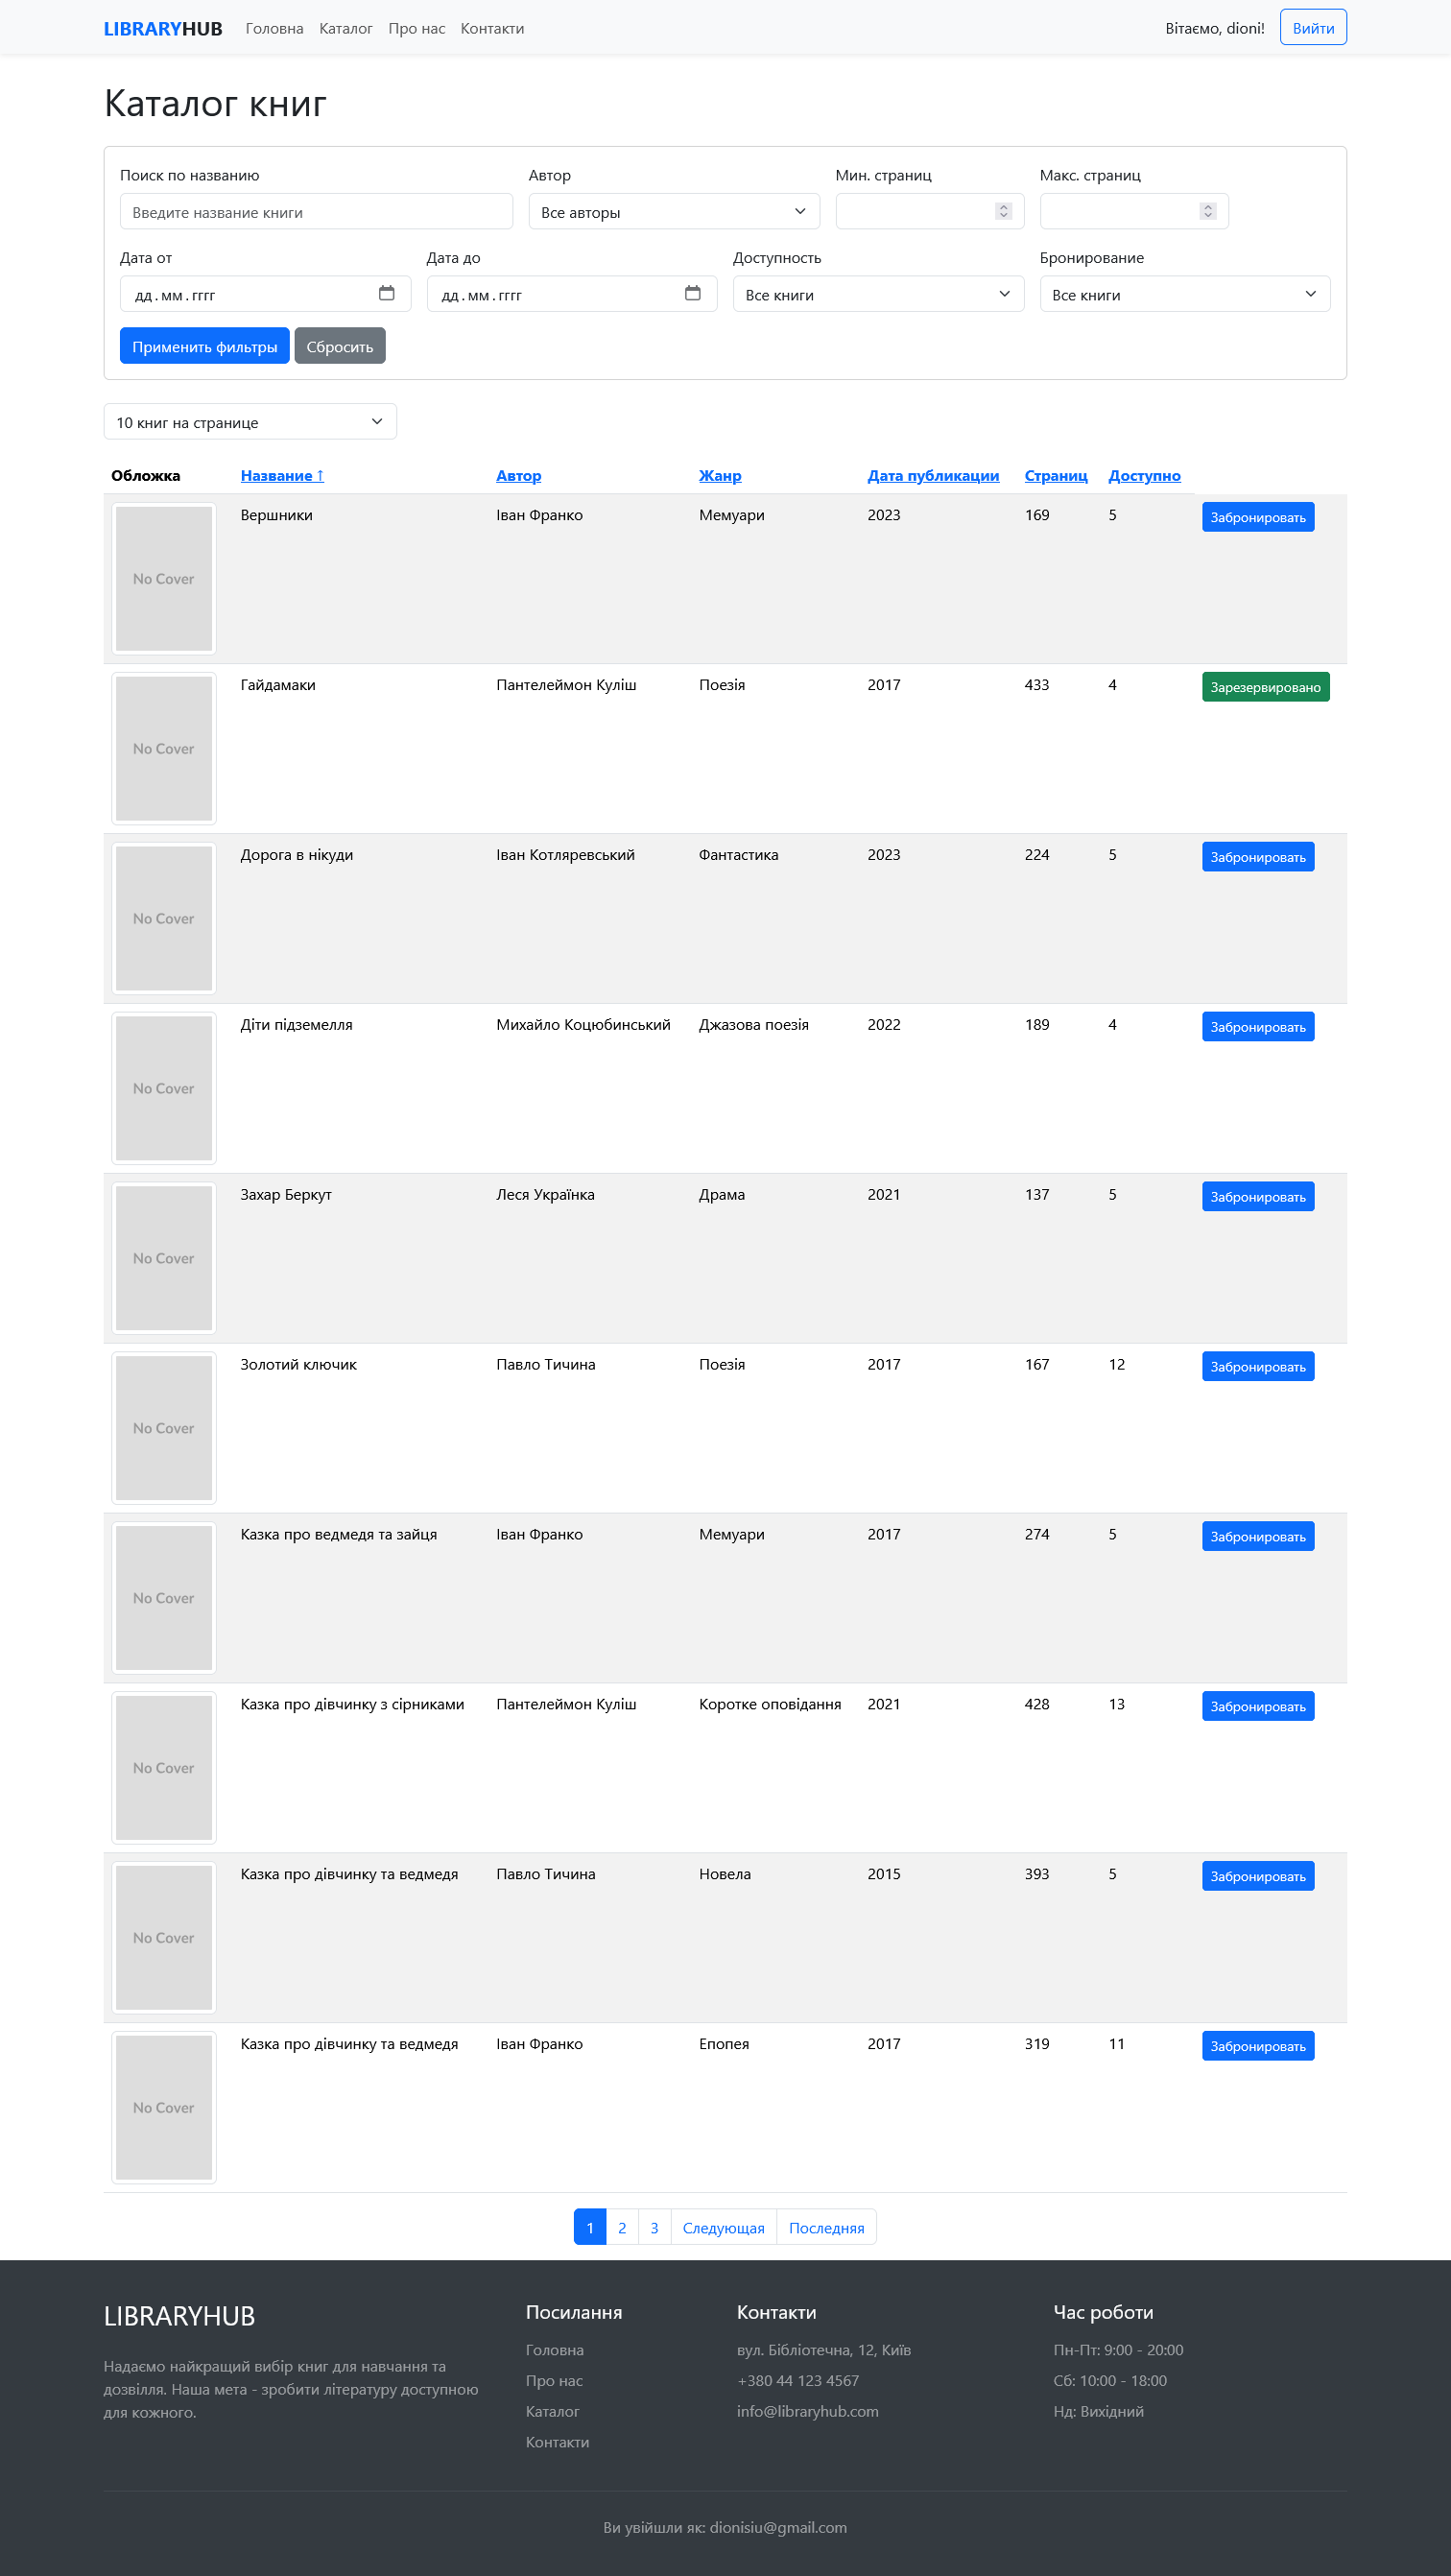 LIBRARYHUB Головна Каталог Про нас Контакти Вітаємо, dioni! Вийти
Каталог книг
Поиск по названию Автор Мин. страниц Макс. страниц
Введите название книги Все авторы
Дата от Дата до Доступность Бронирование
дд.мм.гггг дд.мм.гггг Все книги Все книги
Применить фильтры Сбросить
10 книг на странице
Обложка Название ↑ Автор Жанр Дата публикации Страниц Доступно
Вершники Іван Франко Мемуари 2023 169 5 Забронировать
No Cover
Гайдамаки Пантелеймон Куліш Поезія 2017 433 4 Зарезервировано
No Cover
Дорога в нікуди Іван Котляревський Фантастика 2023 224 5 Забронировать
No Cover
Діти підземелля Михайло Коцюбинський Джазова поезія 2022 189 4 Забронировать
No Cover
Захар Беркут Леся Українка Драма 2021 137 5 Забронировать
No Cover
Золотий ключик Павло Тичина Поезія 2017 167 12 Забронировать
No Cover
Казка про ведмедя та зайця Іван Франко Мемуари 2017 274 5 Забронировать
No Cover
Казка про дівчинку з сірниками Пантелеймон Куліш Коротке оповідання 2021 428 13 Забронировать
No Cover
Казка про дівчинку та ведмедя Павло Тичина Новела 2015 393 5 Забронировать
No Cover
Казка про дівчинку та ведмедя Іван Франко Епопея 2017 319 11 Забронировать
No Cover
1 2 3 Следующая Последняя
LIBRARYHUB
Надаємо найкращий вибір книг для навчання та
дозвілля. Наша мета - зробити літературу доступною
для кожного.
Посилання
Головна
Про нас
Каталог
Контакти
Контакти
вул. Бібліотечна, 12, Київ
+380 44 123 4567
info@libraryhub.com
Час роботи
Пн-Пт: 9:00 - 20:00
Сб: 10:00 - 18:00
Нд: Вихідний
Ви увійшли як: dionisiu@gmail.com